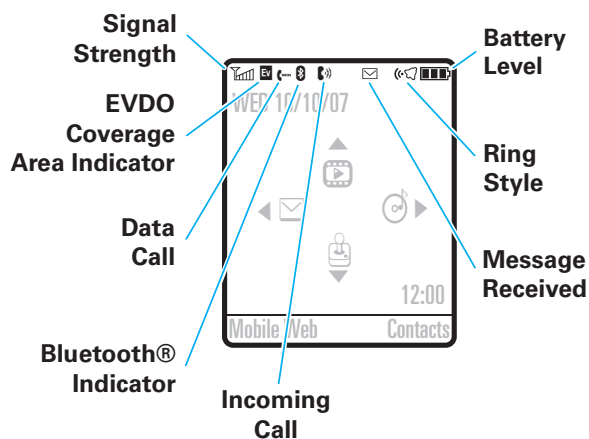 Signal
Strength
Battery
Level
EVDO
Coverage
Area Indicator
Ev
WED 10/10/07
Ring
Style
Data
Call
Message
Received
12:00
Mobile Web
Contacts
Bluetooth®
Indicator
Incoming
Call